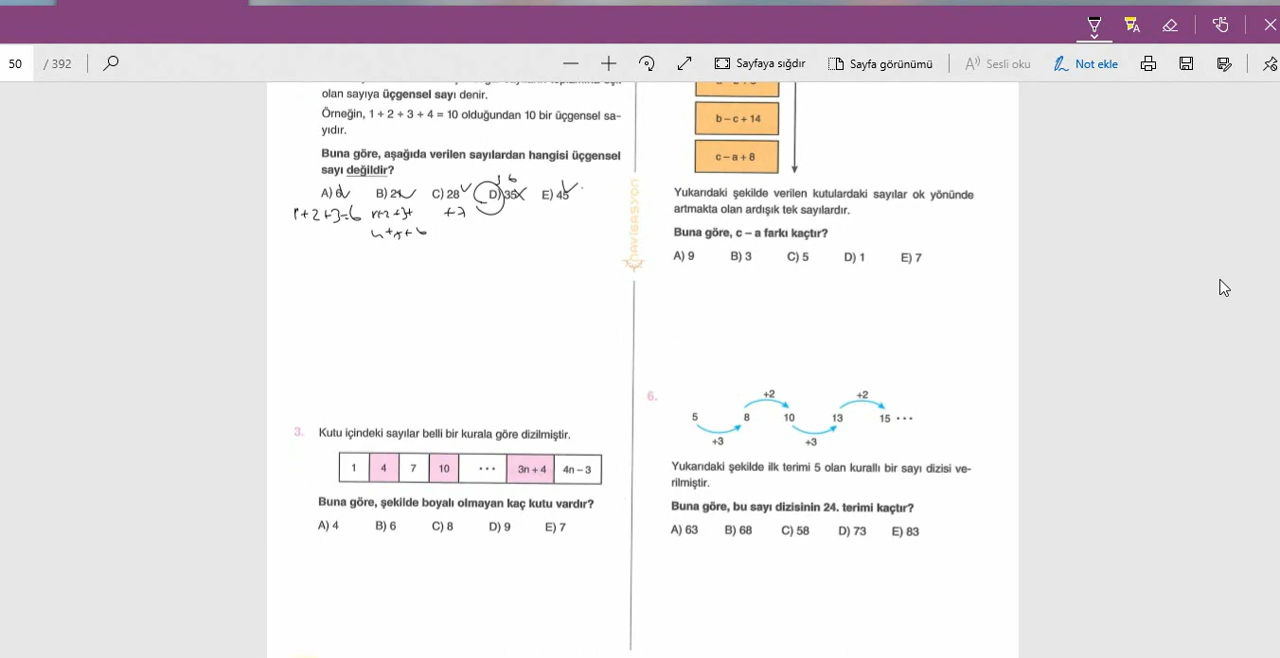 50 / 392
Sayfaya sığdır
Sayfa görünümü
Sesli oku
Not ekle
olan sayıya üçgensel sayı denir.
Örneğin, 1 + 2 + 3 + 4 = 10 olduğundan 10 bir üçgensel sa-
yıdır.
Buna göre, aşağıda verilen sayılardan hangisi üçgensel
sayı değildir?
A) 6 B) 21 C) 28 D) 35 E) 45
1+2+3=6
+7
36
3. Kutu içindeki sayılar belli bir kurala göre dizilmiştir.
1 4 7 10 ... 3n + 4 4n – 3
Buna göre, şekilde boyalı olmayan kaç kutu vardır?
A) 4 B) 6 C) 8 D) 9 E) 7
navigasyon
b – c + 14
c – a + 8
Yukarıdaki şekilde verilen kutulardaki sayılar ok yönünde
artmakta olan ardışık tek sayılardır.
Buna göre, c – a farkı kaçtır?
A) 9 B) 3 C) 5 D) 1 E) 7
6.
+2 +2
5 8 10 13 15 ...
+3 +3
Yukarıdaki şekilde ilk terimi 5 olan kurallı bir sayı dizisi ve-
rilmiştir.
Buna göre, bu sayı dizisinin 24. terimi kaçtır?
A) 63 B) 68 C) 58 D) 73 E) 83